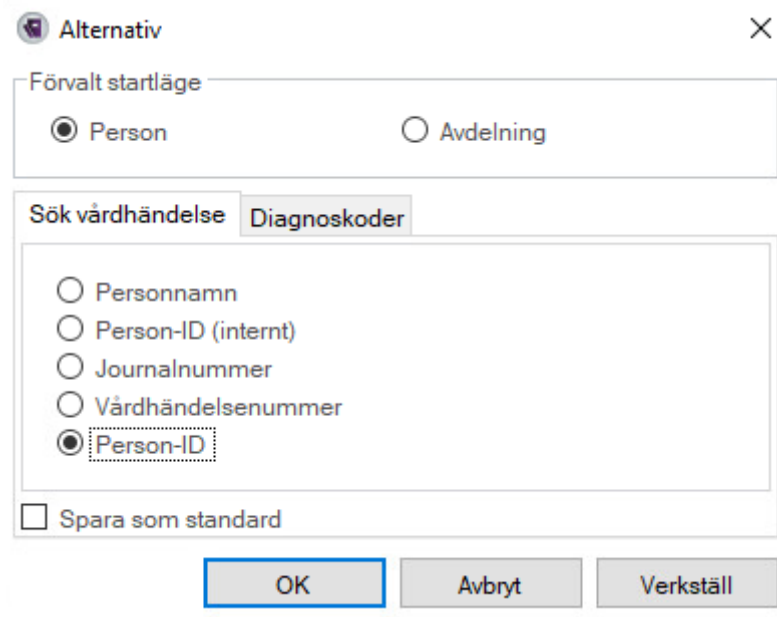 Alternativ
Förvalt startläge
Person Avdelning
Sök vårdhändelse Diagnoskoder
Personnamn
Person-ID (internt)
Journalnummer
Vårdhändelsenummer
Person-ID
Spara som standard
OK Avbryt Verkställ